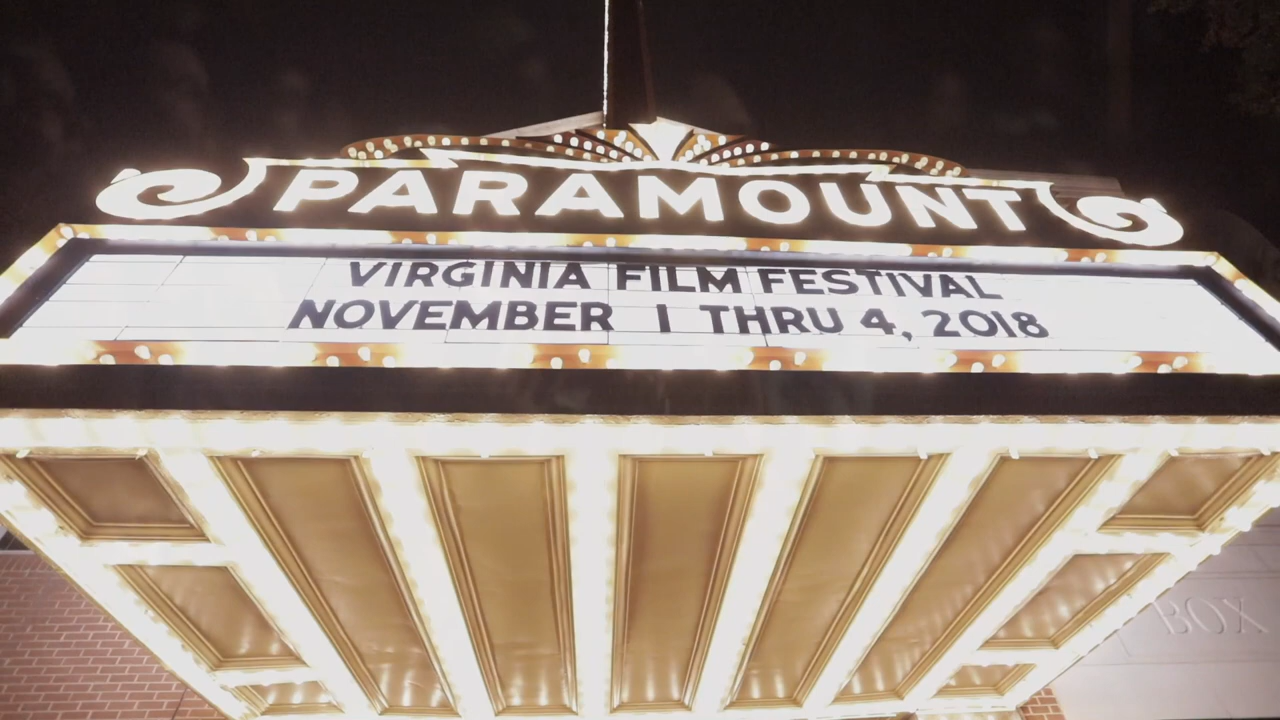 PARAMOUNT
VIRGINIA FILM FESTIVAL
NOVEMBER 1 THRU 4, 2018
BOX